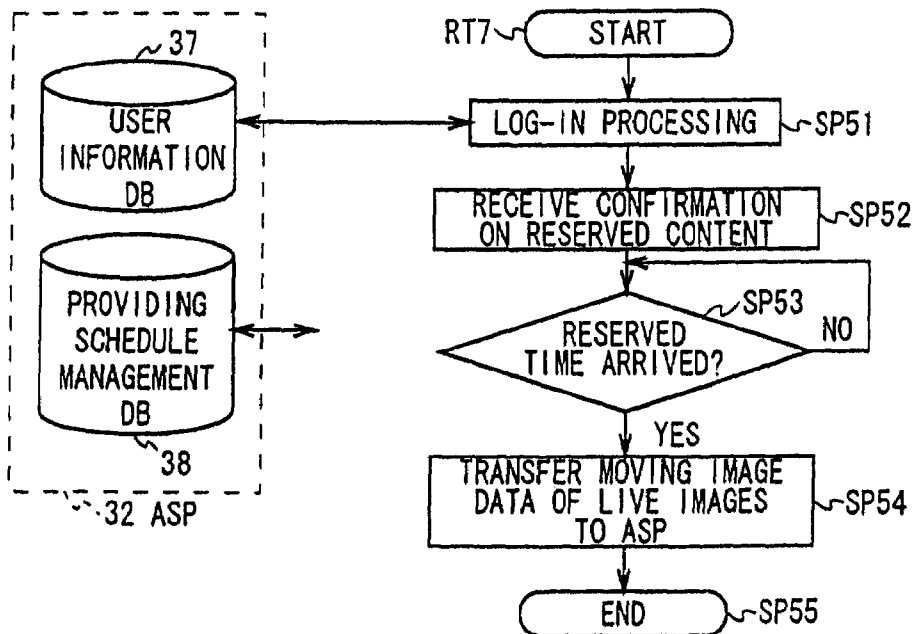 37
USER
INFORMATION
DB
PROVIDING
SCHEDULE
MANAGEMENT
DB
38
32 ASP
RT7
START
LOG-IN PROCESSING
SP51
RECEIVE CONFIRMATION
ON RESERVED CONTENT
SP52
SP53
RESERVED
TIME ARRIVED?
NO
YES
TRANSFER MOVING IMAGE
DATA OF LIVE IMAGES
TO ASP
SP54
END
SP55